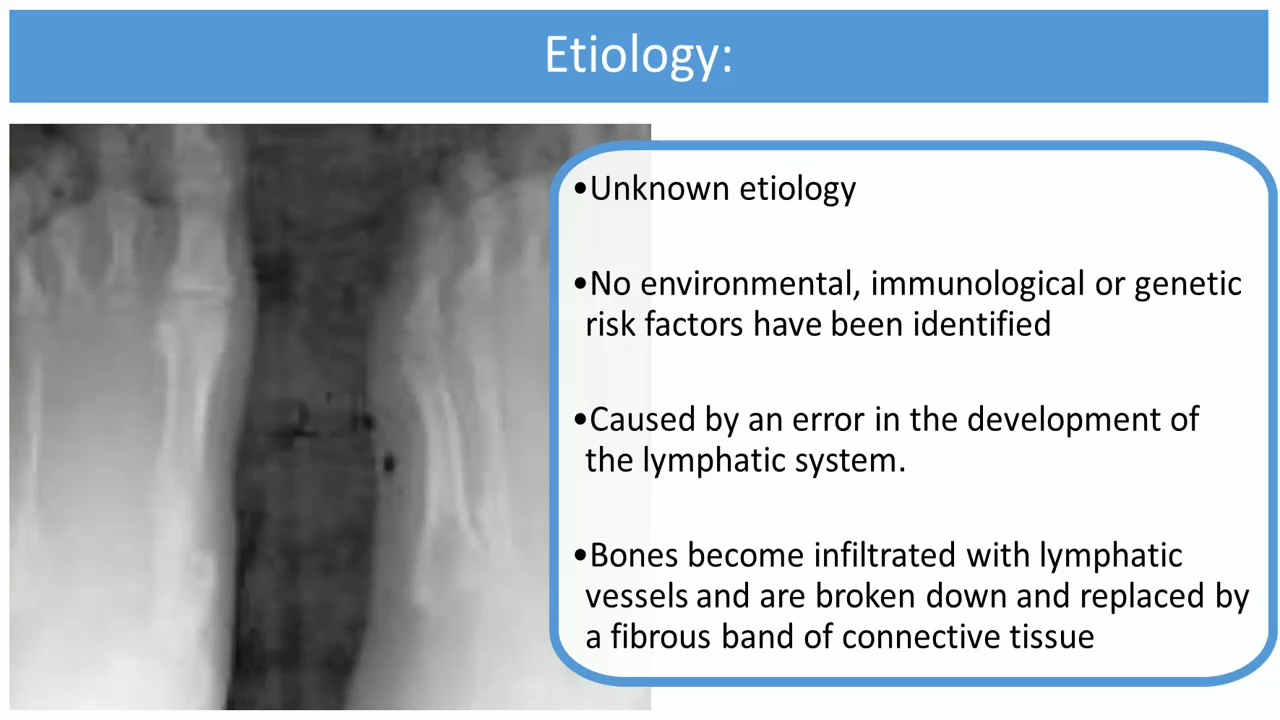 Etiology:
•Unknown etiology
•No environmental, immunological or genetic
risk factors have been identified
•Caused by an error in the development of
the lymphatic system.
•Bones become infiltrated with lymphatic
vessels and are broken down and replaced by
a fibrous band of connective tissue